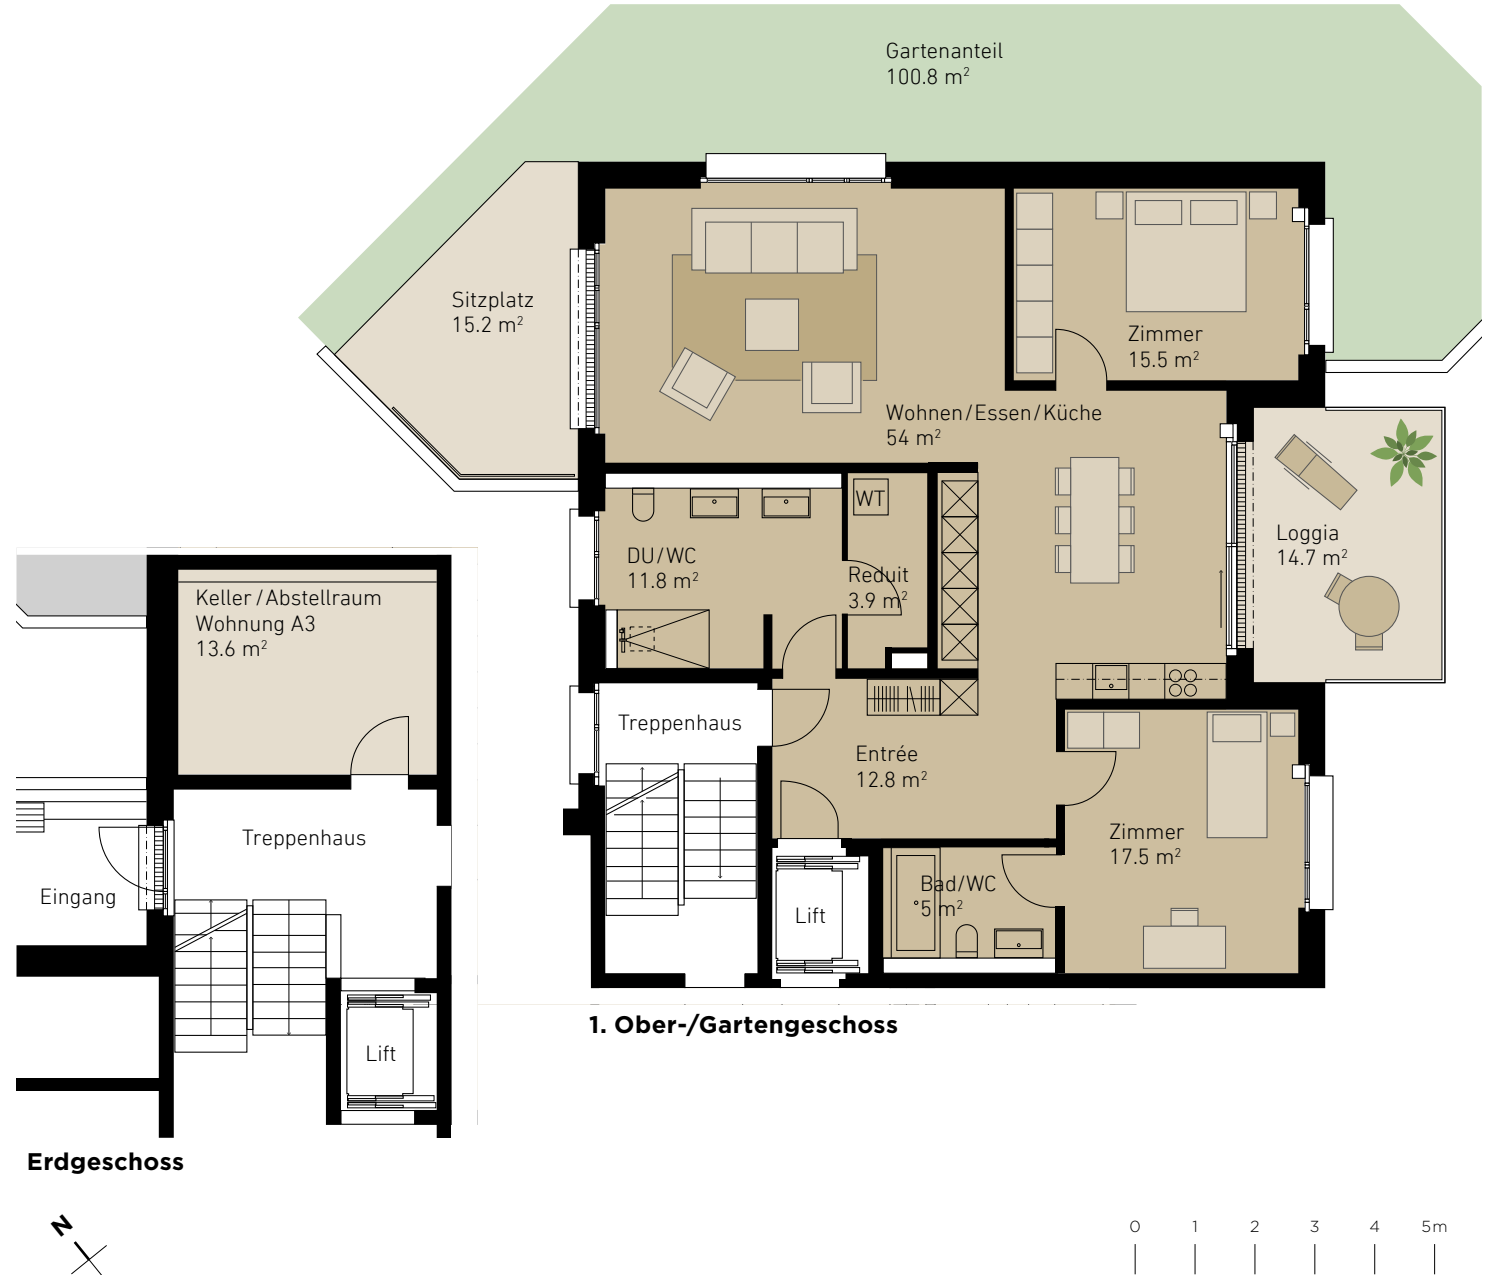 Gartenanteil
100.8 m²
Sitzplatz
15.2 m²
Zimmer
15.5 m²
Wohnen/Essen/Küche
54 m²
WT
DU/WC
11.8 m²
Reduit
3.9 m²
Loggia
14.7 m²
Keller/Abstellraum
Wohnung A3
13.6 m²
Treppenhaus
Entrée
12.8 m²
Zimmer
17.5 m²
Treppenhaus
Eingang
Bad/WC
5 m²
Lift
Lift
1. Ober-/Gartengeschoss
Erdgeschoss
N
0 1 2 3 4 5m